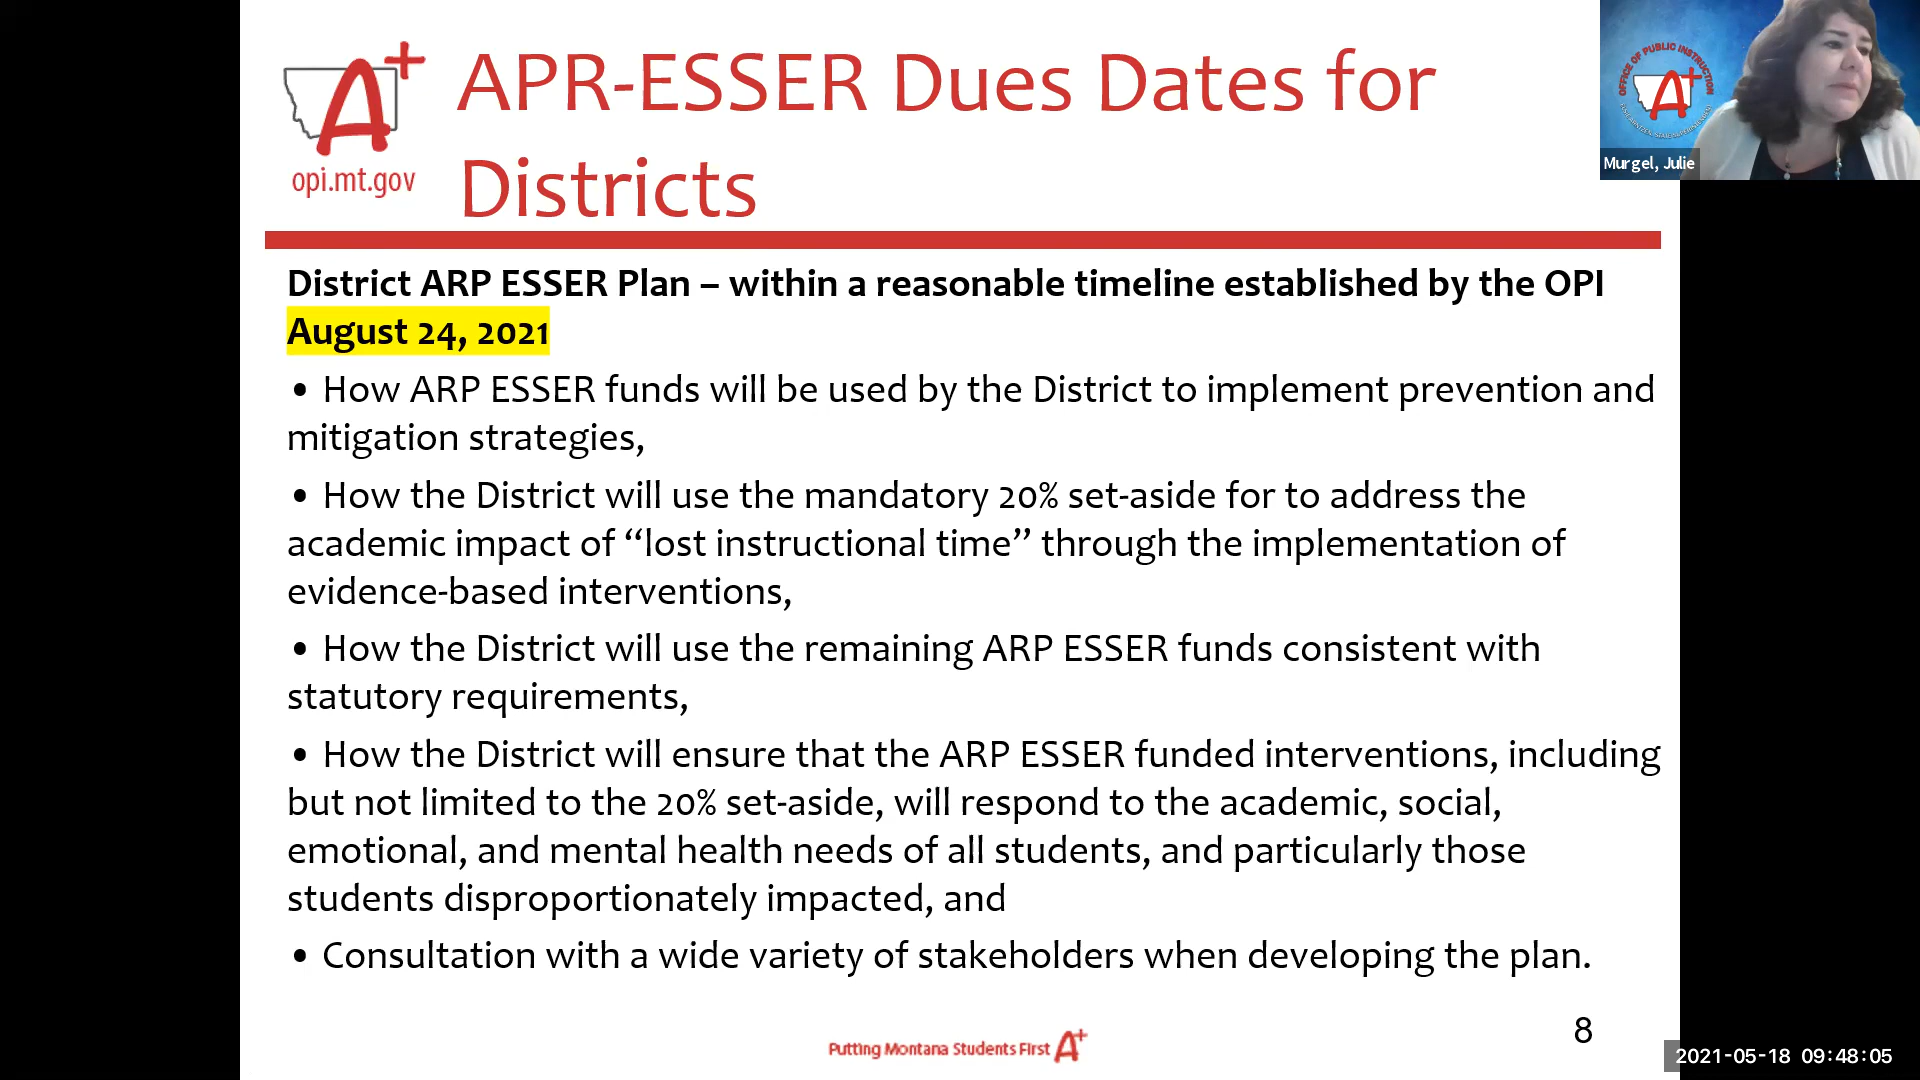 A+
opi.mt.gov
APR-ESSER Dues Dates for
Districts
OFFICE OF PUBLIC INSTRUCTION
A+
Murgel, Julie
District ARP ESSER Plan – within a reasonable timeline established by the OPI
August 24, 2021
• How ARP ESSER funds will be used by the District to implement prevention and
mitigation strategies,
• How the District will use the mandatory 20% set-aside for to address the
academic impact of “lost instructional time” through the implementation of
evidence-based interventions,
• How the District will use the remaining ARP ESSER funds consistent with
statutory requirements,
• How the District will ensure that the ARP ESSER funded interventions, including
but not limited to the 20% set-aside, will respond to the academic, social,
emotional, and mental health needs of all students, and particularly those
students disproportionately impacted, and
• Consultation with a wide variety of stakeholders when developing the plan.
8
Putting Montana Students First A+
2021-05-18 09:48:05